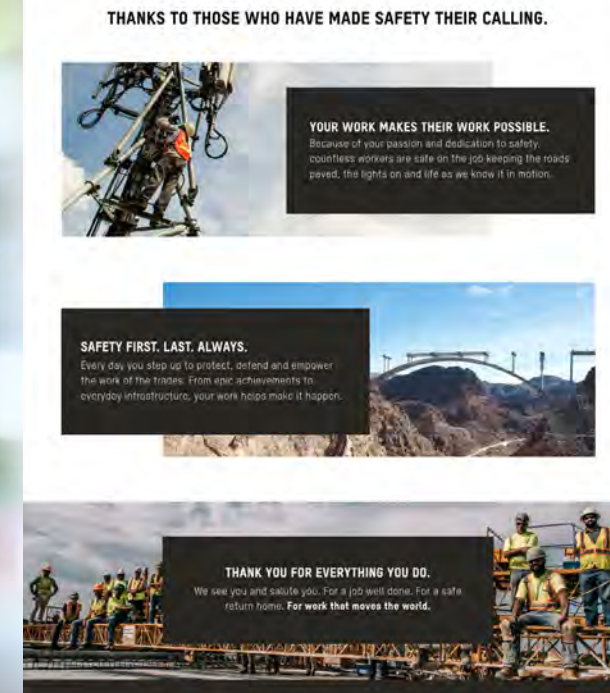 THANKS TO THOSE WHO HAVE MADE SAFETY THEIR CALLING.
YOUR WORK MAKES THEIR WORK POSSIBLE.
Because of your passion and dedication to safety,
countless workers are safe on the job keeping the roads
paved, the lights on and life as we know it in motion.
SAFETY FIRST. LAST. ALWAYS.
Every day you step up to protect, defend and empower
the work of the trades. From epic achievements to
everyday infrastructure, your work helps make it happen.
THANK YOU FOR EVERYTHING YOU DO.
We see you and salute you. For a job well done. For a safe
return home. For work that moves the world.